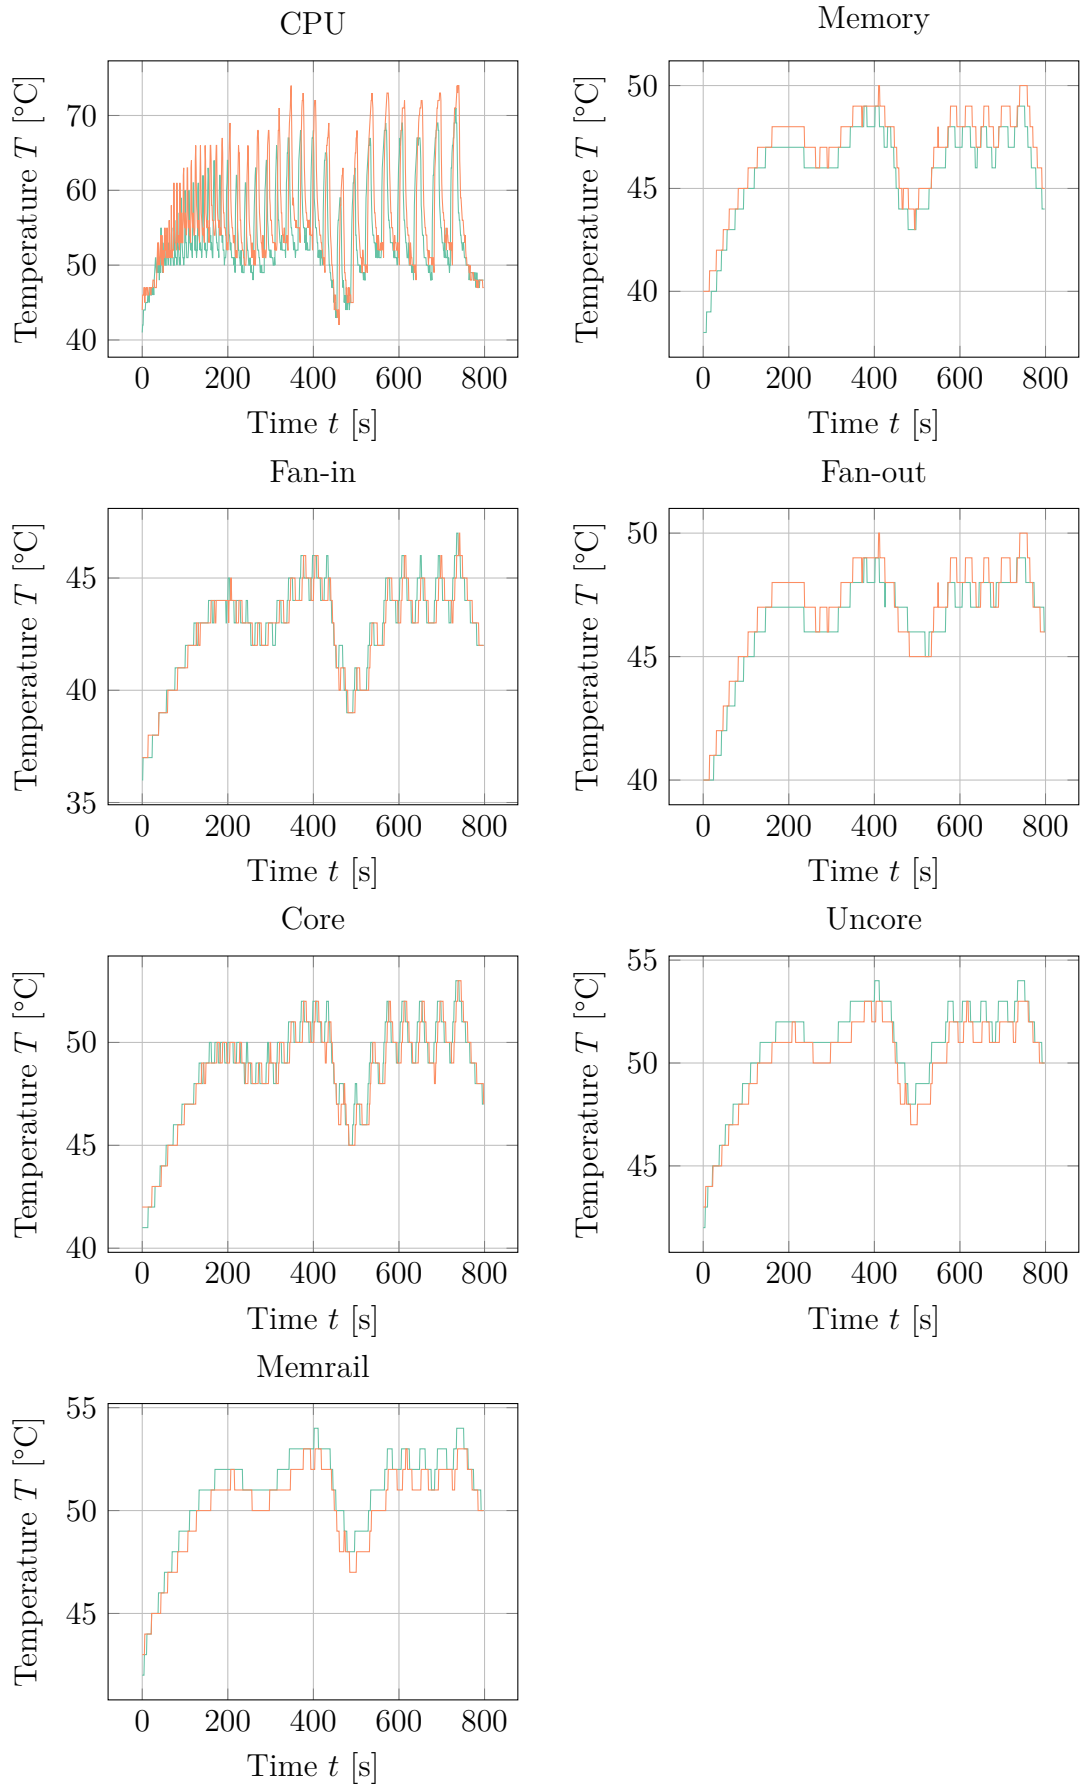 CPU
Temperature T [°C]
70
60
50
40
0 200 400 600 800
Time t [s]
Memory
Temperature T [°C]
50
45
40
0 200 400 600 800
Time t [s]
Fan-in
Temperature T [°C]
45
40
35
0 200 400 600 800
Time t [s]
Fan-out
Temperature T [°C]
50
45
40
0 200 400 600 800
Time t [s]
Core
Temperature T [°C]
50
45
40
0 200 400 600 800
Time t [s]
Uncore
Temperature T [°C]
55
50
45
0 200 400 600 800
Time t [s]
Memrail
Temperature T [°C]
55
50
45
0 200 400 600 800
Time t [s]